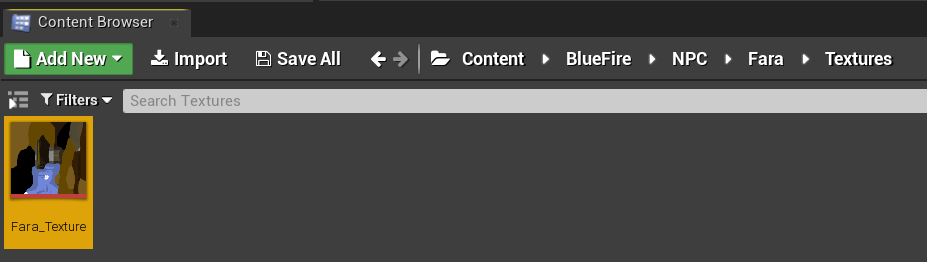 Content Browser
Add New Import Save All Content BlueFire NPC Fara Textures
Filters Search Textures
Fara_Texture